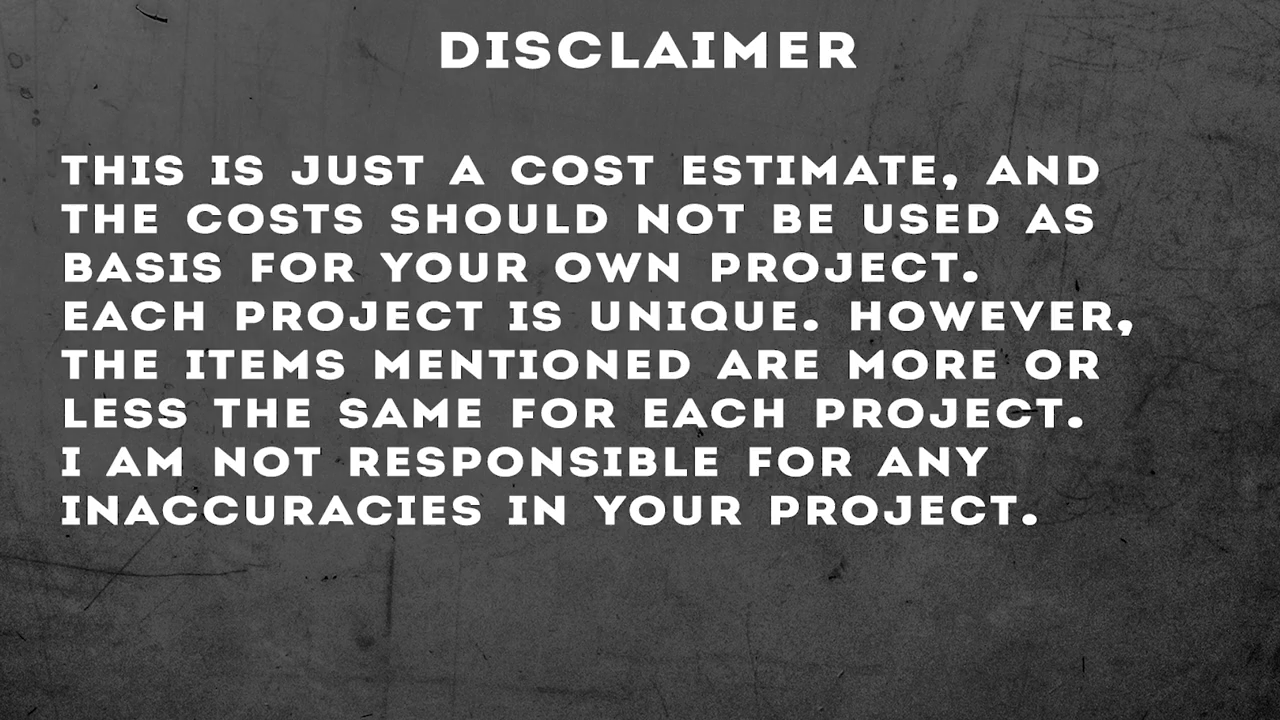 DISCLAIMER
THIS IS JUST A COST ESTIMATE, AND
THE COSTS SHOULD NOT BE USED AS
BASIS FOR YOUR OWN PROJECT.
EACH PROJECT IS UNIQUE. HOWEVER,
THE ITEMS MENTIONED ARE MORE OR
LESS THE SAME FOR EACH PROJECT.
I AM NOT RESPONSIBLE FOR ANY
INACCURACIES IN YOUR PROJECT.